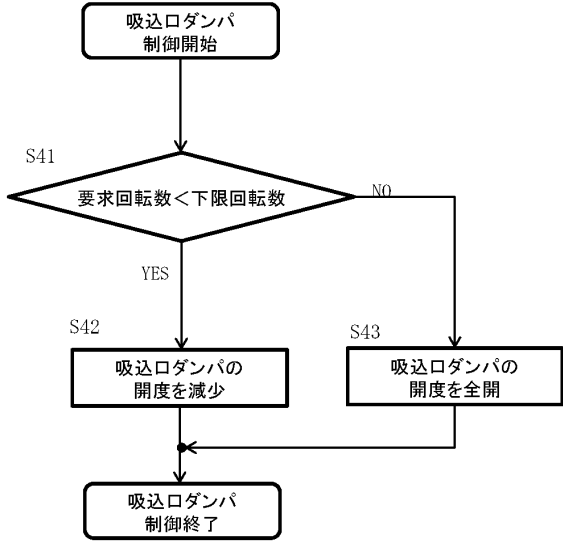 吸込口ダンパ
制御開始
S41
要求回転数＜下限回転数
NO
YES
S42
吸込口ダンパの
開度を減少
S43
吸込口ダンパの
開度を全開
吸込口ダンパ
制御終了